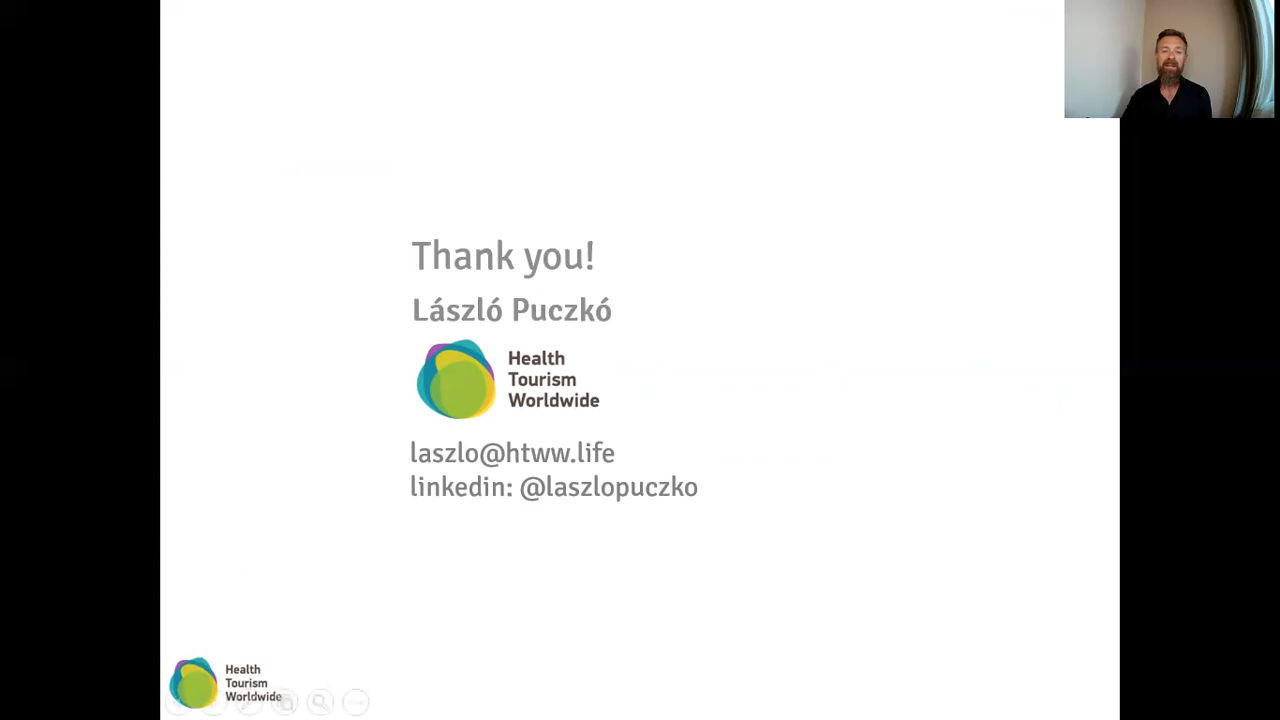 Thank you!
László Puczkó
Health
Tourism
Worldwide
laszlo@htww.life
linkedin: @laszlopuczko
Health
Tourism
Worldwide